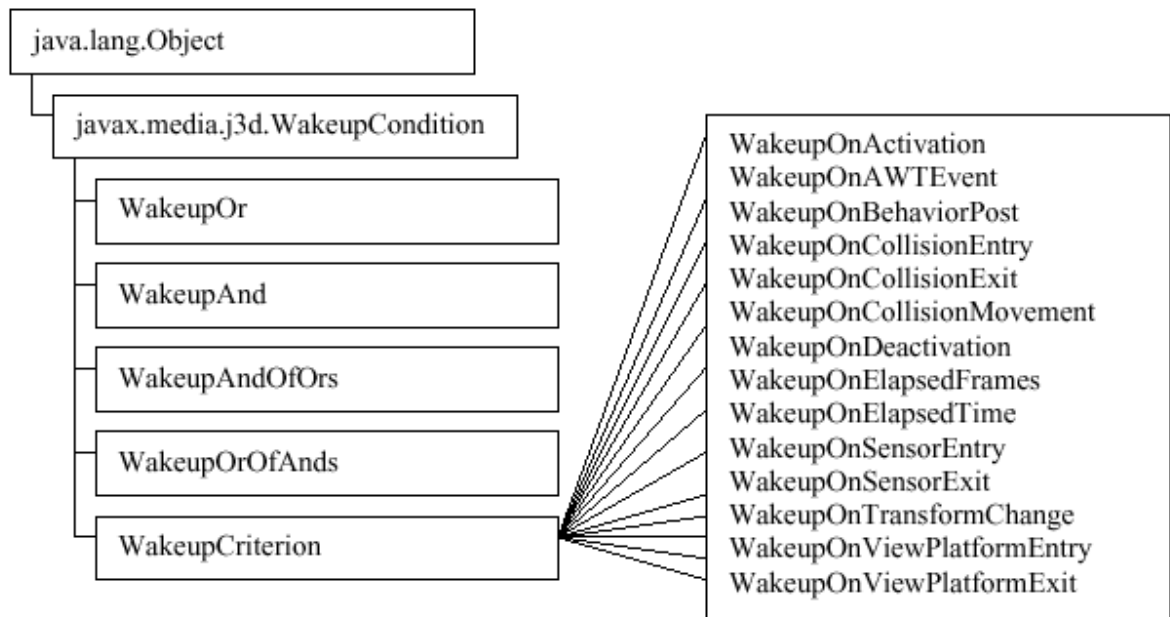 java.lang.Object
javax.media.j3d.WakeupCondition
WakeupOr
WakeupAnd
WakeupAndOfOrs
WakeupOrOfAnds
WakeupCriterion
WakeupOnActivation
WakeupOnAWTEvent
WakeupOnBehaviorPost
WakeupOnCollisionEntry
WakeupOnCollisionExit
WakeupOnCollisionMovement
WakeupOnDeactivation
WakeupOnElapsedFrames
WakeupOnElapsedTime
WakeupOnSensorEntry
WakeupOnSensorExit
WakeupOnTransformChange
WakeupOnViewPlatformEntry
WakeupOnViewPlatformExit